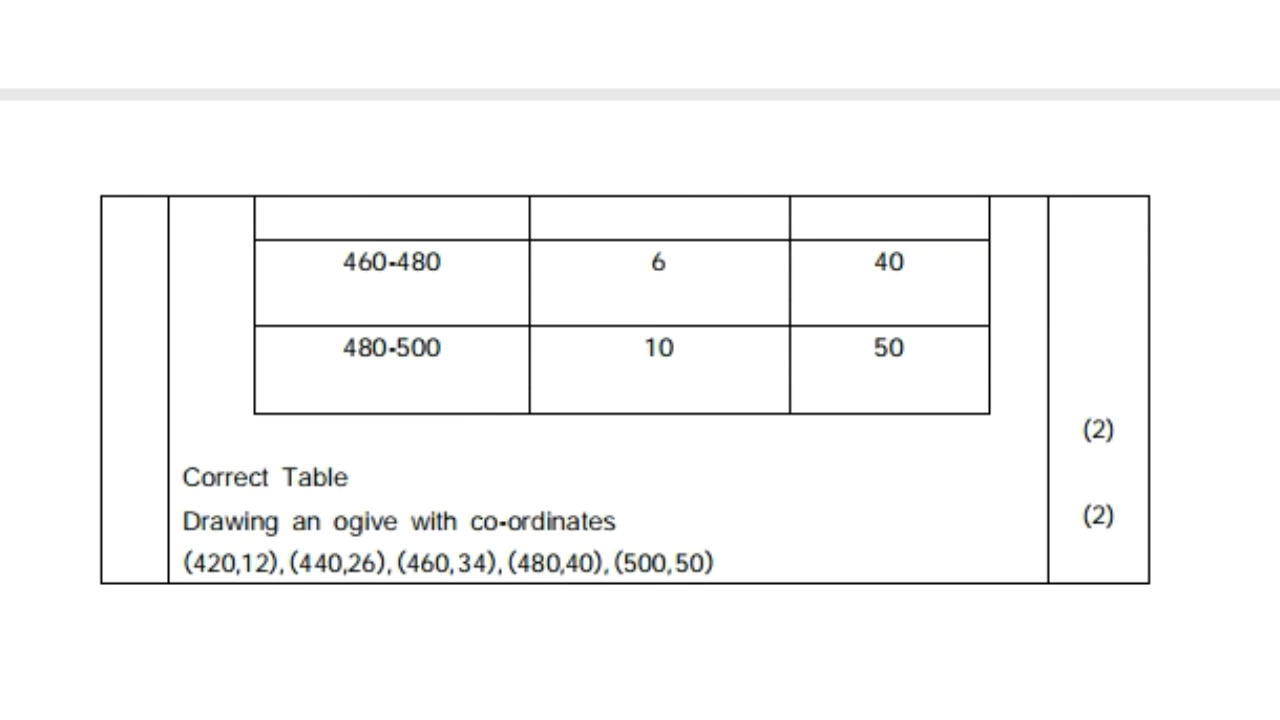 460-480 6 40
480-500 10 50
(2)
Correct Table
Drawing an ogive with co-ordinates (2)
(420,12), (440,26), (460,34), (480,40), (500,50)